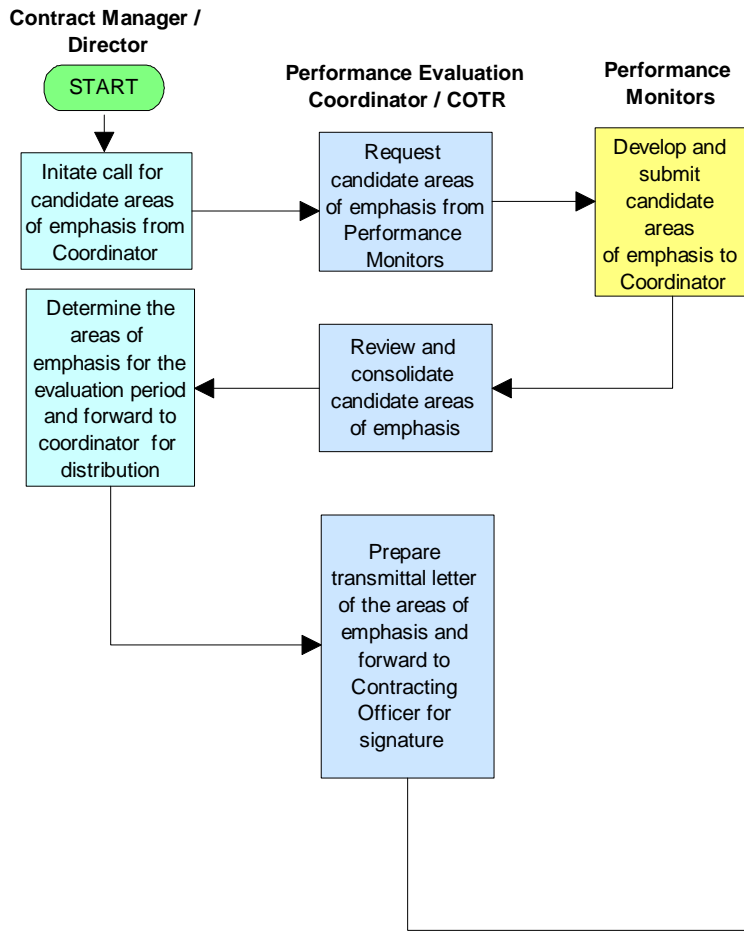 Contract Manager /
Director
START
Performance Evaluation
Coordinator / COTR
Performance
Monitors
Initate call for
candidate areas
of emphasis from
Coordinator
Request
candidate areas
of emphasis from
Performance
Monitors
Develop and
submit
candidate
areas
of emphasis to
Coordinator
Review and
consolidate
candidate areas
of emphasis
Determine the
areas of
emphasis for the
evaluation period
and forward to
coordinator for
distribution
Prepare
transmittal letter
of the areas of
emphasis and
forward to
Contracting
Officer for
signature